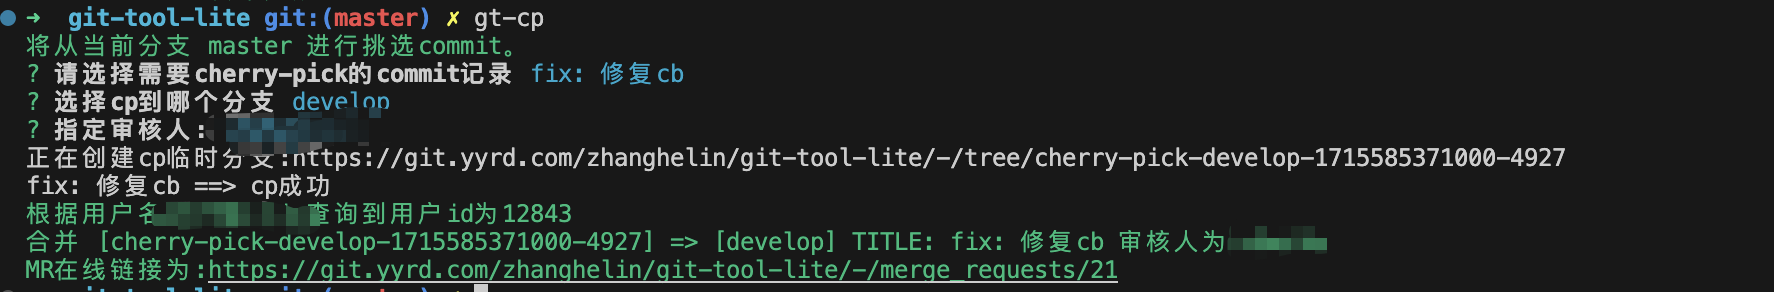 ➜ git-tool-lite git:(master) ✗ gt-cp
将从当前分支 master 进行挑选commit。
? 请选择需要cherry-pick的commit记录 fix: 修复cb
? 选择cp到哪个分支 develop
? 指定审核人:
正在创建cp临时分支:https://git.yyrd.com/zhanghelin/git-tool-lite/-/tree/cherry-pick-develop-1715585371000-4927
fix: 修复cb ==> cp成功
根据用户名 查询到用户id为12843
合并 [cherry-pick-develop-1715585371000-4927] => [develop] TITLE: fix: 修复cb 审核人为
MR在线链接为:https://git.yyrd.com/zhanghelin/git-tool-lite/-/merge_requests/21